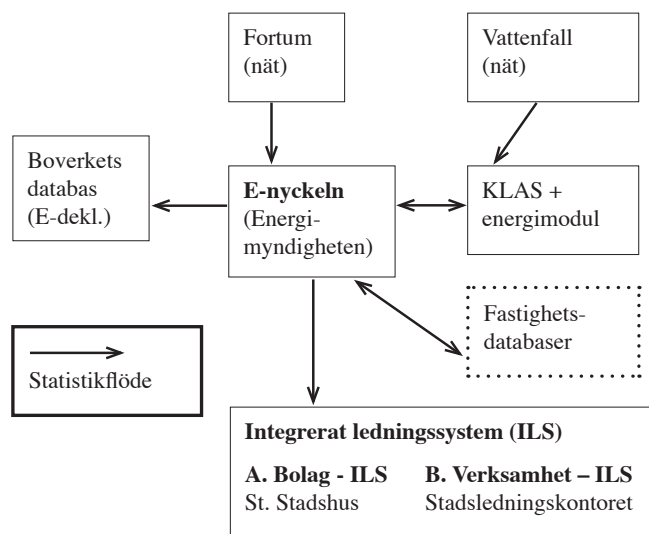 Fortum
(nät)
Vattenfall
(nät)
Boverkets
databas
(E-dekl.)
E-nyckeln
(Energi-
myndigheten)
KLAS +
energimodul
Fastighets-
databaser
Statistikflöde
Integrerat ledningssystem (ILS)
A. Bolag - ILS
St. Stadshus
B. Verksamhet – ILS
Stadsledningskontoret